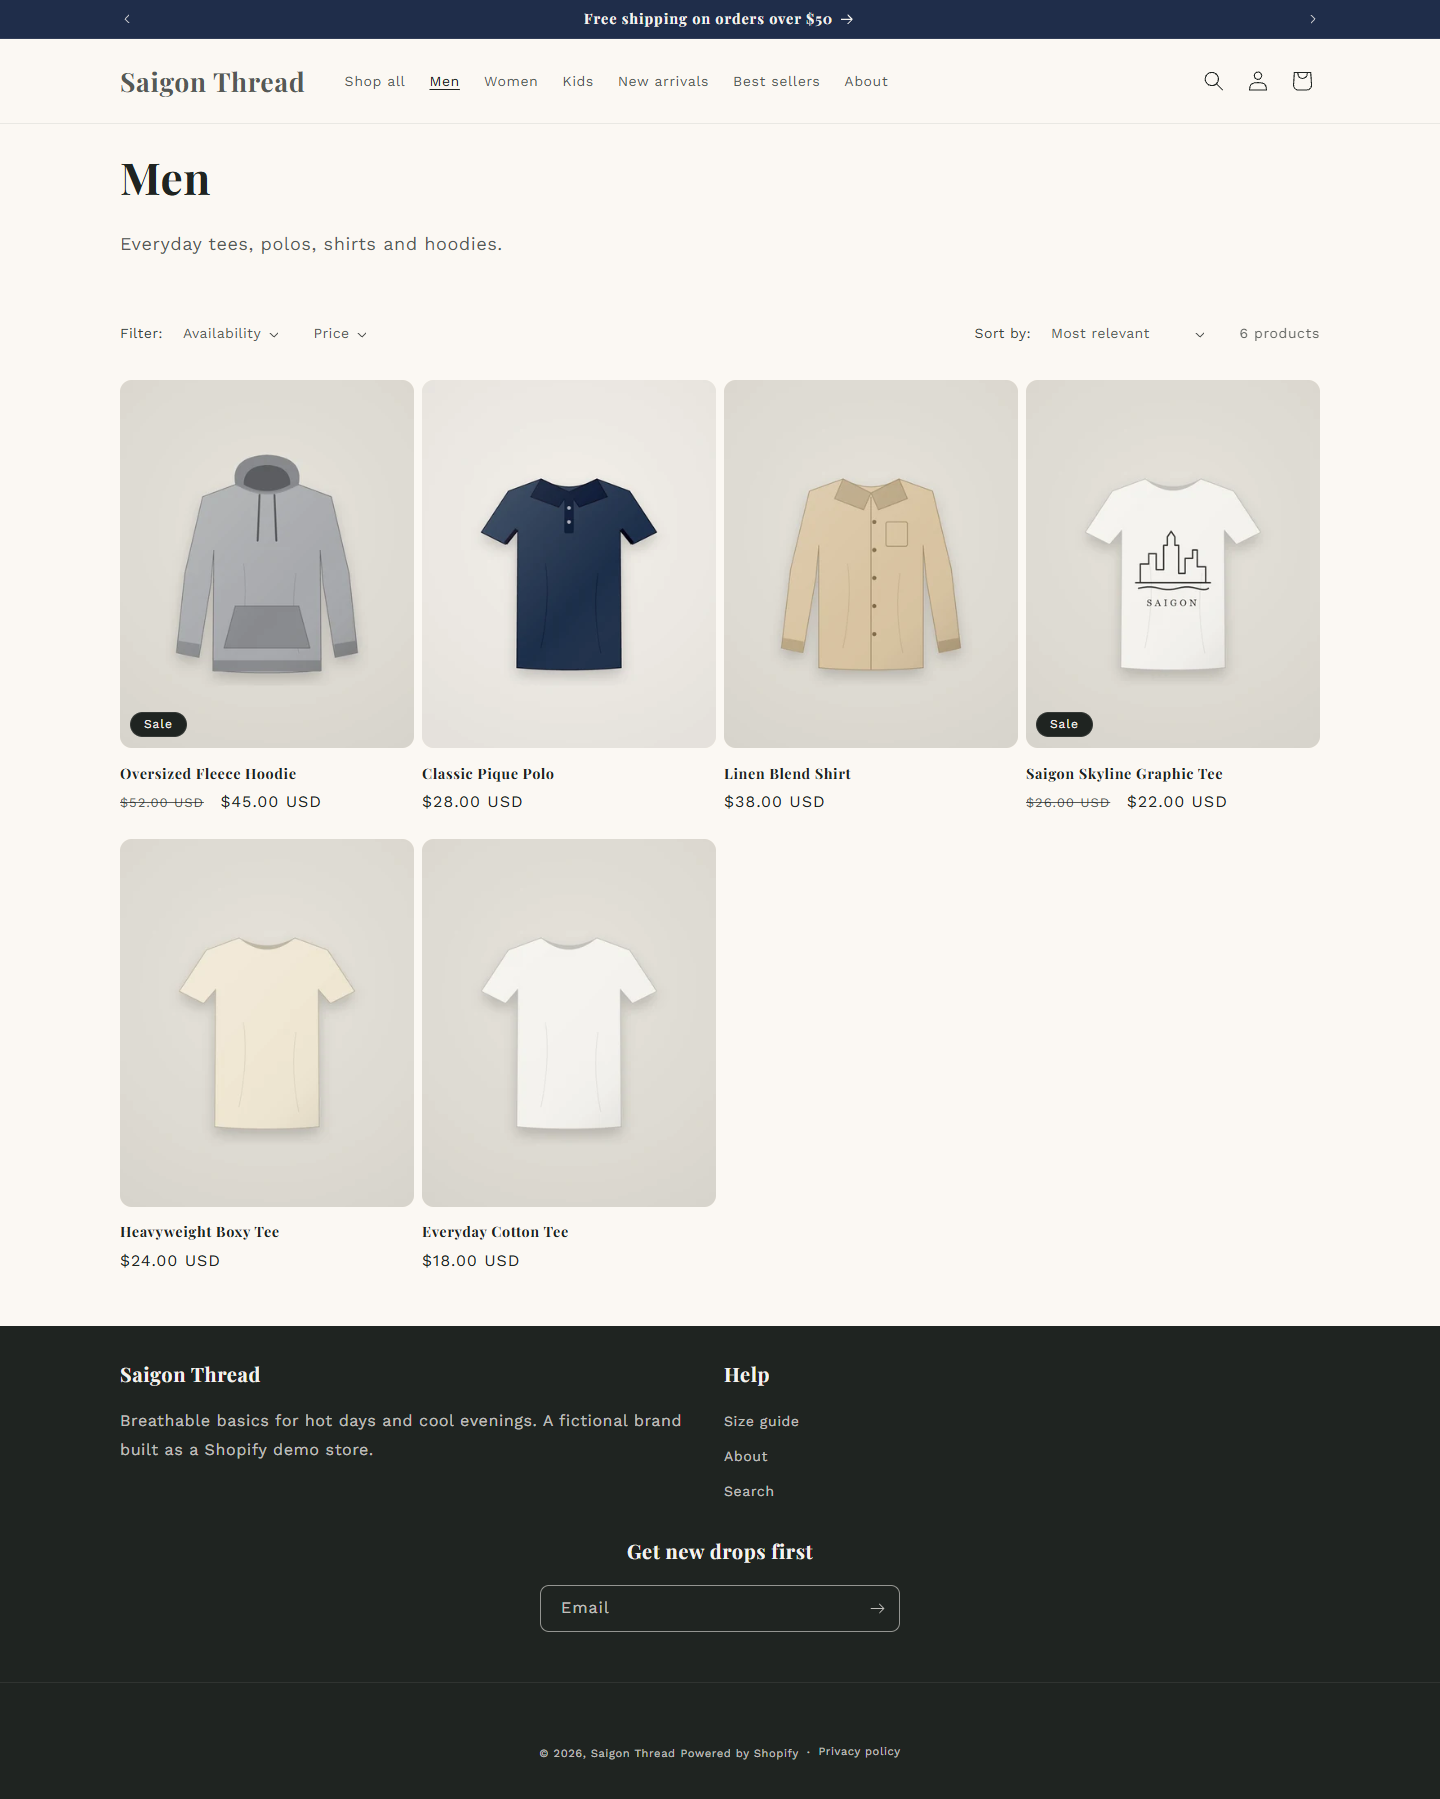 Free shipping on orders over $50
Saigon Thread
Shop all
Men
Women
Kids
New arrivals
Best sellers
About
Men
Everyday tees, polos, shirts and hoodies.
Filter:
Availability
Price
Sort by:
Most relevant
6 products
SAIGON
Sale
Sale
Oversized Fleece Hoodie
$52.00 USD $45.00 USD
Classic Pique Polo
$28.00 USD
Linen Blend Shirt
$38.00 USD
Saigon Skyline Graphic Tee
$26.00 USD $22.00 USD
Heavyweight Boxy Tee
$24.00 USD
Everyday Cotton Tee
$18.00 USD
Saigon Thread
Breathable basics for hot days and cool evenings. A fictional brand
built as a Shopify demo store.
Help
Size guide
About
Search
Get new drops first
Email
© 2026, Saigon Thread Powered by Shopify · Privacy policy